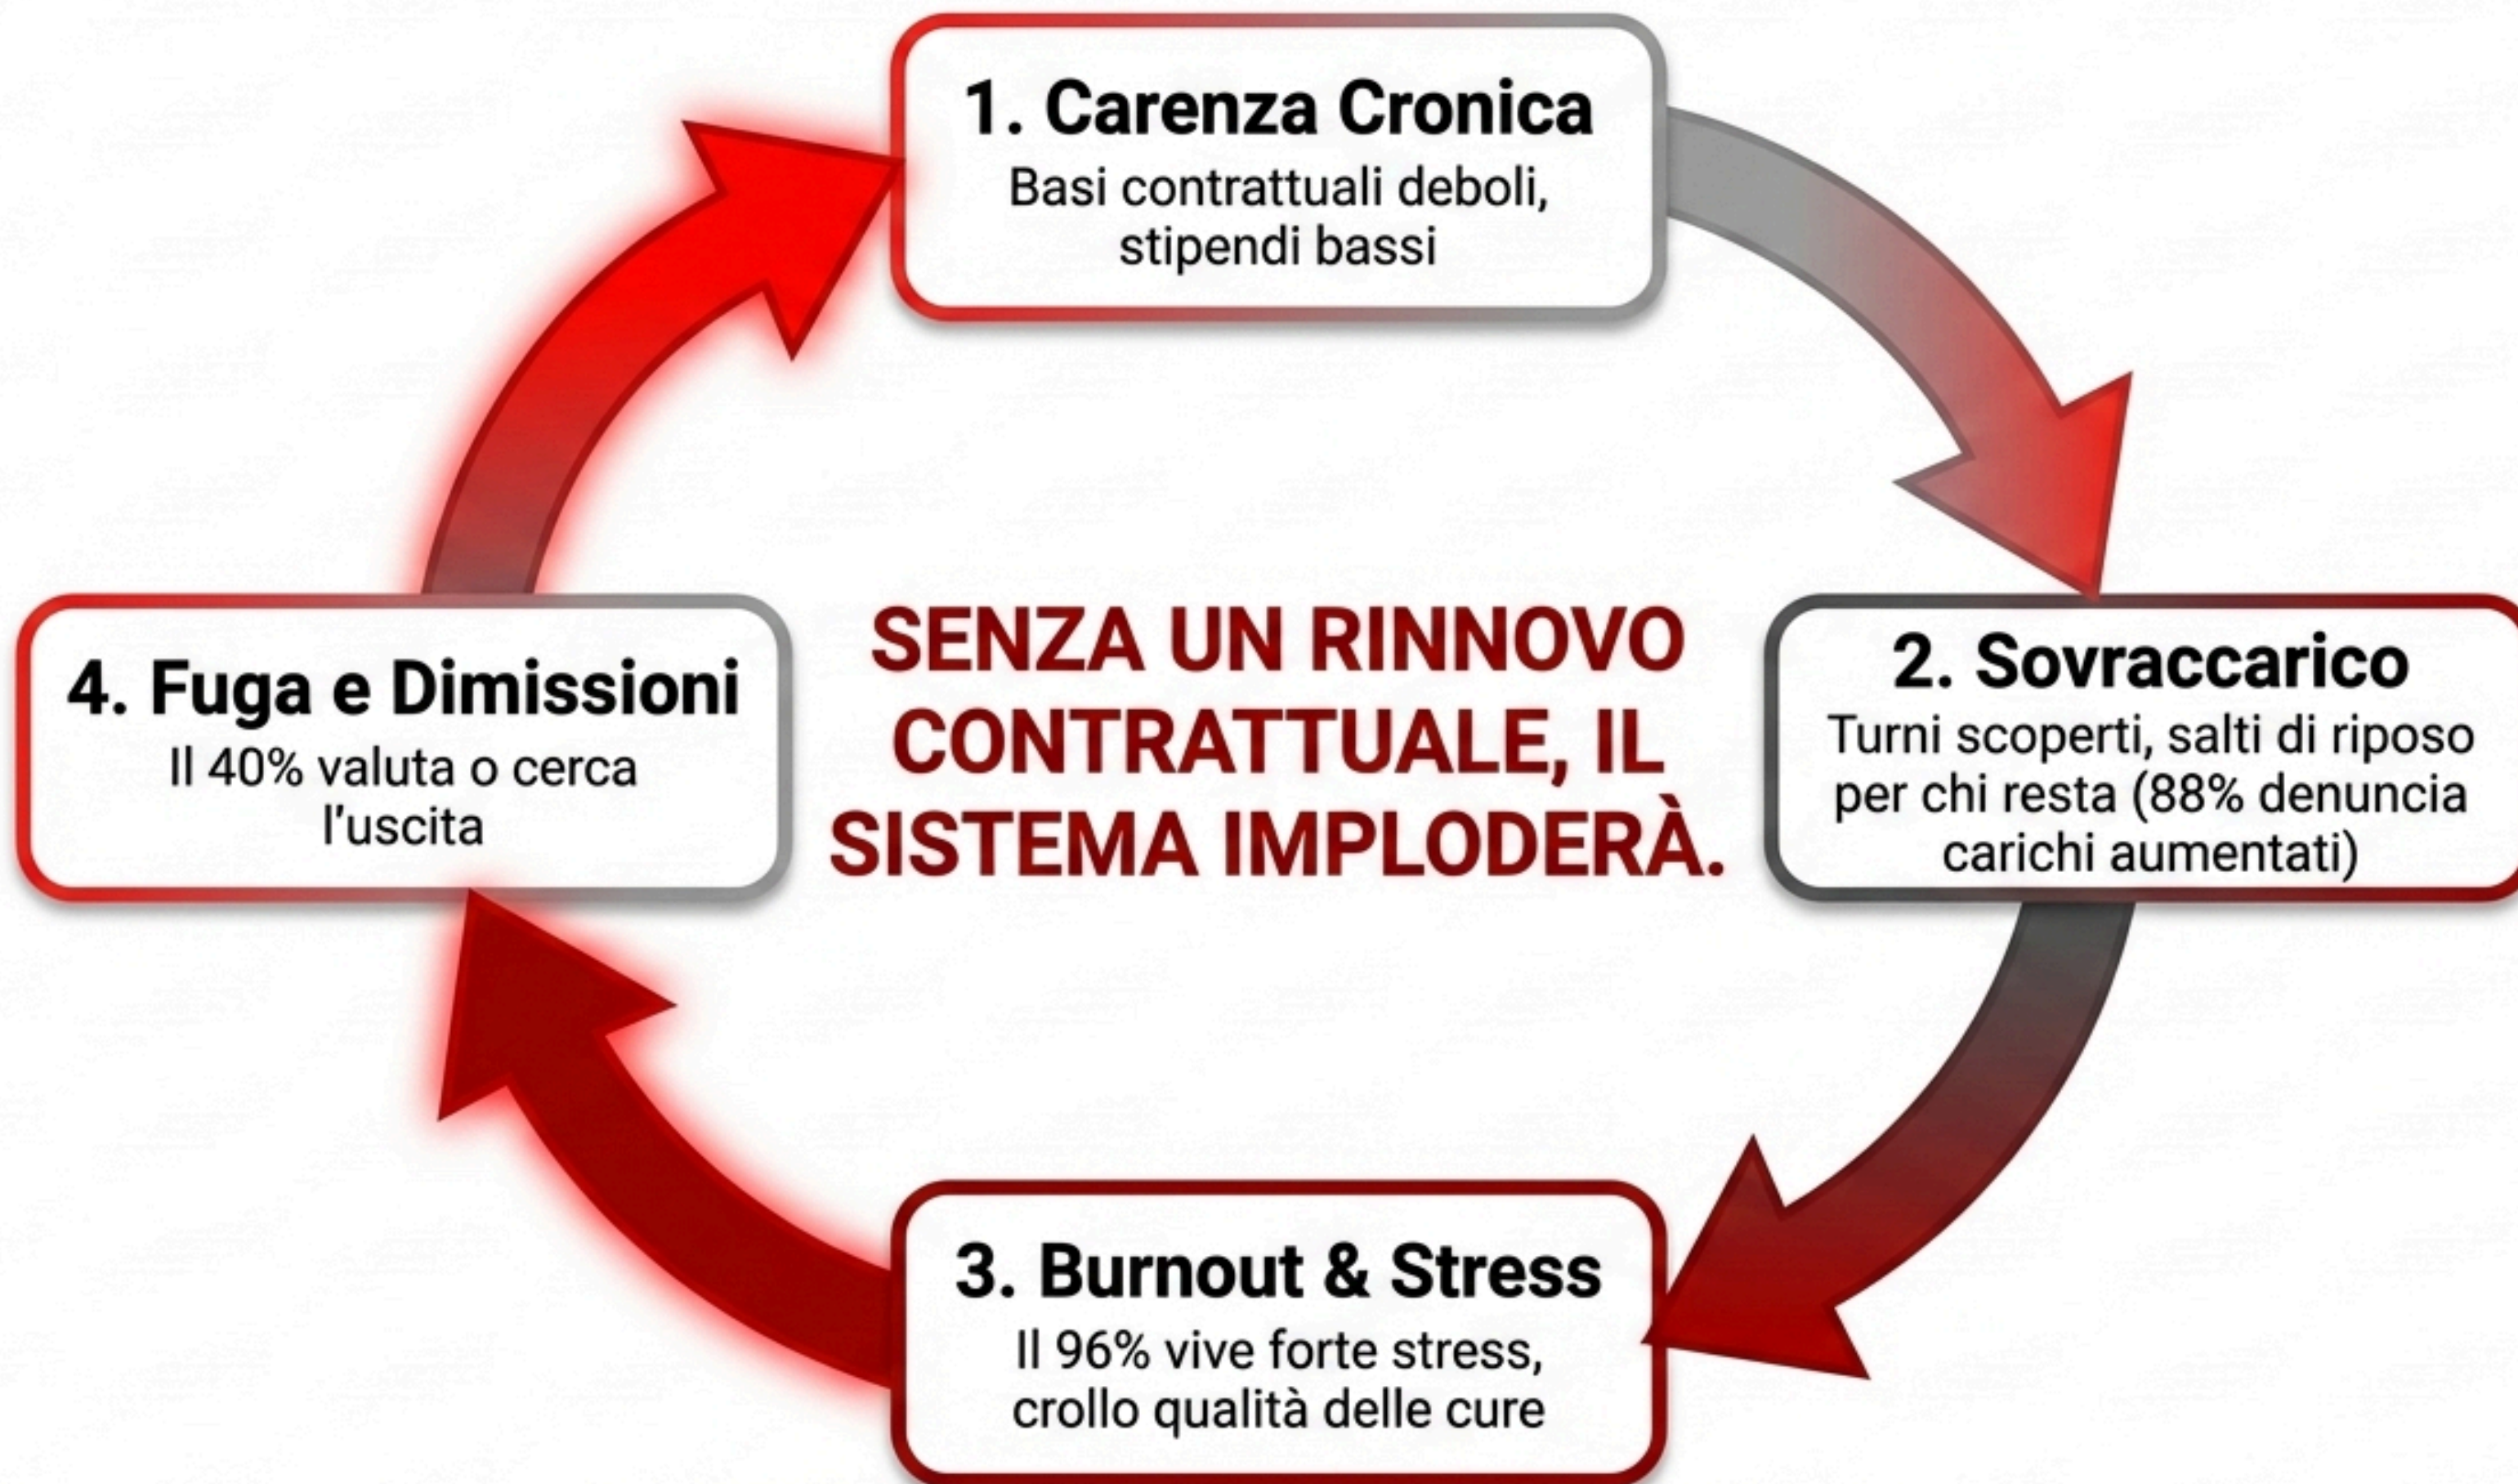 1. Carenza Cronica
Basi contrattuali deboli,
stipendi bassi
2. Sovraccarico
Turni scoperti, salti di riposo
per chi resta (88% denuncia
carichi aumentati)
3. Burnout & Stress
Il 96% vive forte stress,
crollo qualità delle cure
4. Fuga e Dimissioni
Il 40% valuta o cerca
l'uscita
SENZA UN RINNOVO
CONTRATTUALE, IL
SISTEMA IMPLODERÀ.